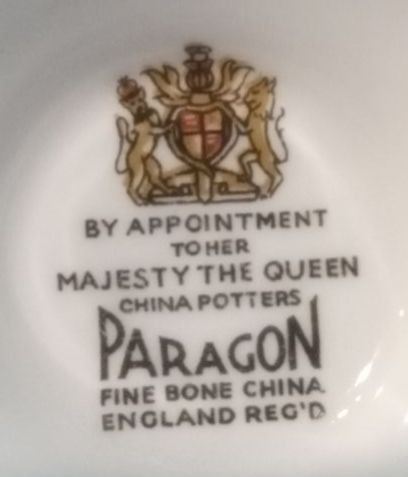 BY APPOINTMENT
TO HER
MAJESTY THE QUEEN
CHINA POTTERS
PARAGON
FINE BONE CHINA
ENGLAND REG'D